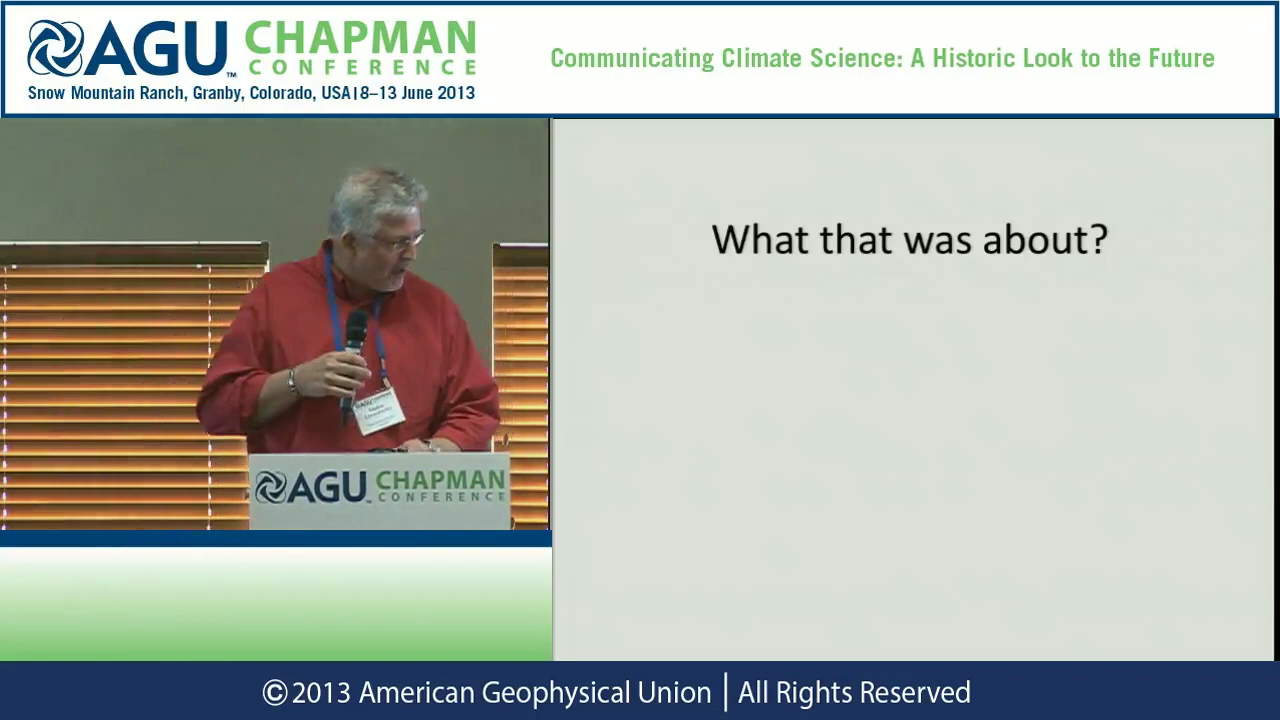 AGU CHAPMAN
CONFERENCE
Snow Mountain Ranch, Granby, Colorado, USA|8–13 June 2013
Communicating Climate Science: A Historic Look to the Future
What that was about?
AGU
AGU CHAPMAN
CONFERENCE
©2013 American Geophysical Union | All Rights Reserved